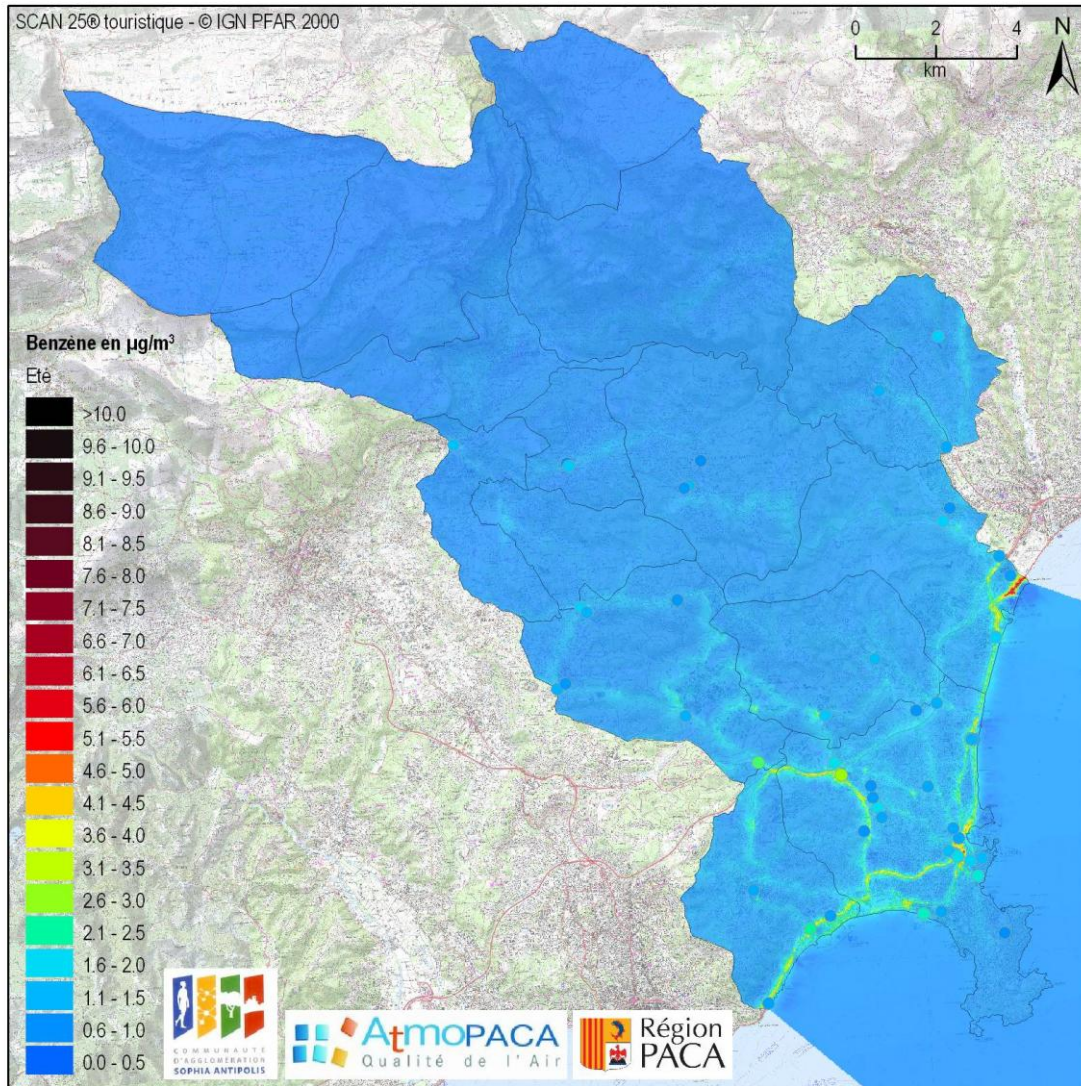 SCAN 25® touristique - © IGN PFAR 2000
0 2 4
km
N
Benzène en µg/m³
Eté
>10.0
9.6 - 10.0
9.1 - 9.5
8.6 - 9.0
8.1 - 8.5
7.6 - 8.0
7.1 - 7.5
6.6 - 7.0
6.1 - 6.5
5.6 - 6.0
5.1 - 5.5
4.6 - 5.0
4.1 - 4.5
3.6 - 4.0
3.1 - 3.5
2.6 - 3.0
2.1 - 2.5
1.6 - 2.0
1.1 - 1.5
0.6 - 1.0
0.0 - 0.5
COMMUNAUTE
D'AGGLOMÉRATION
SOPHIA ANTIPOLIS
AtmoPACA
Qualité de l'Air
Région
PACA